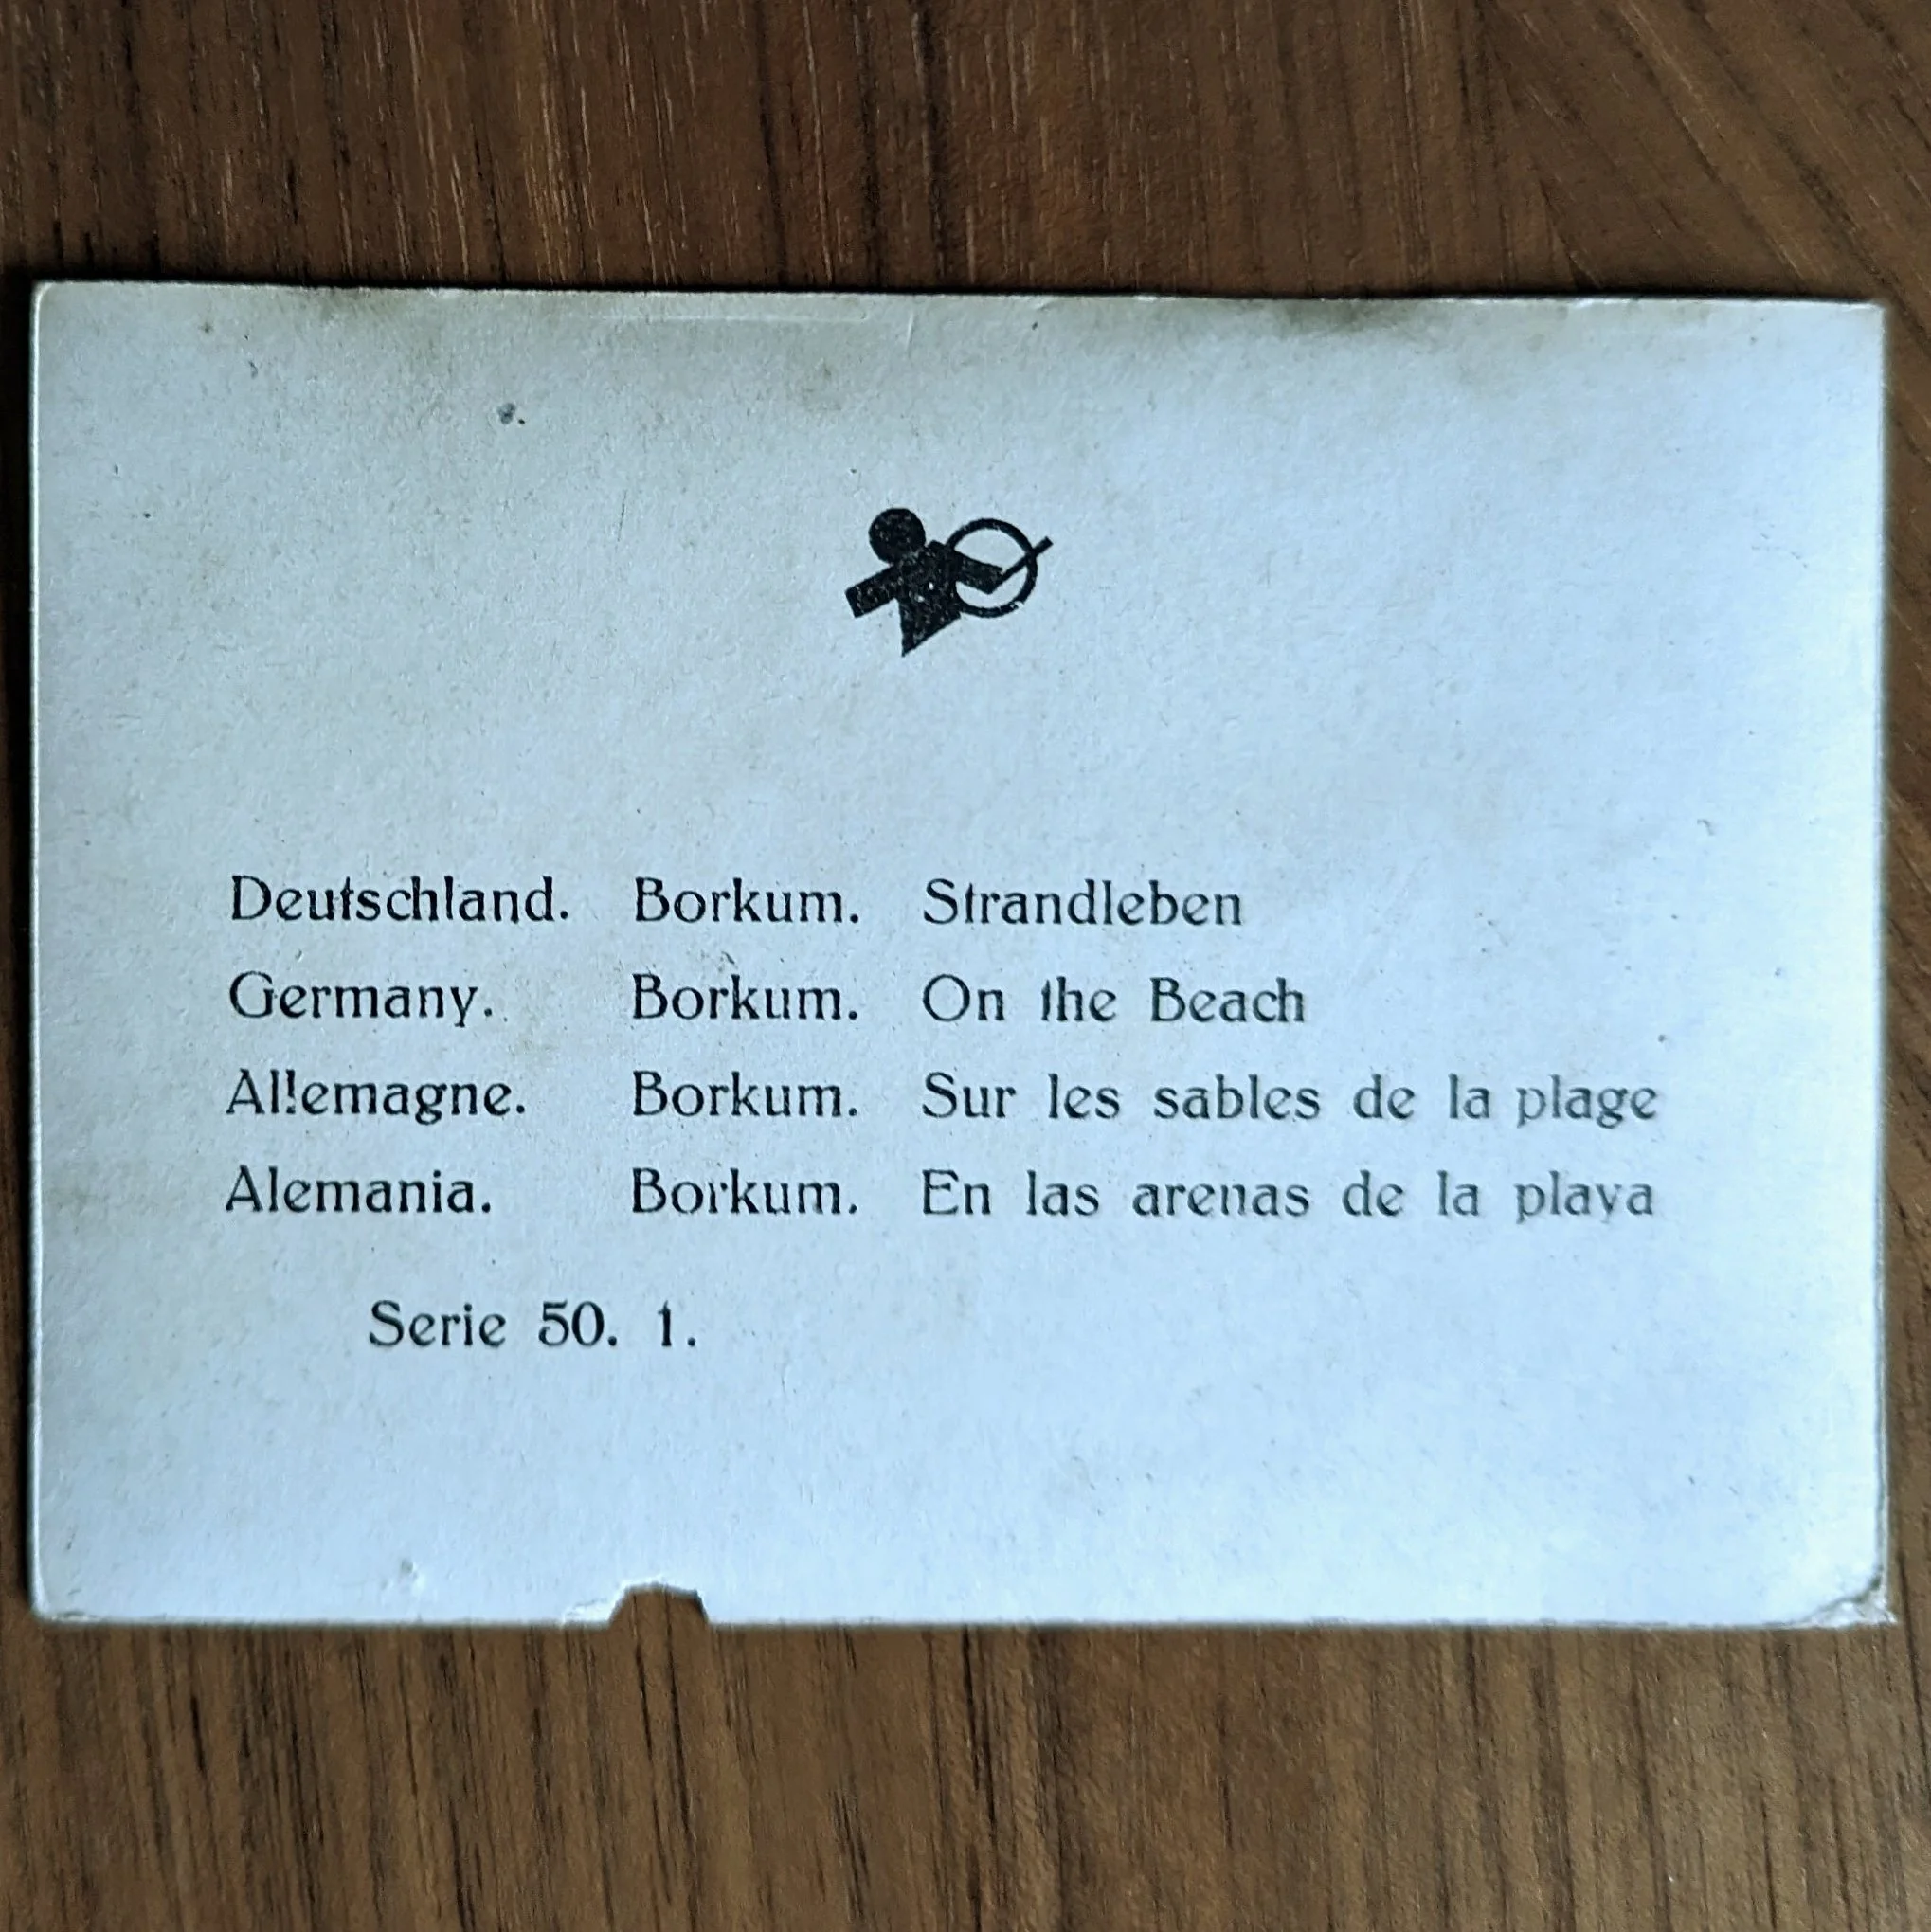 Deutschland. Borkum. Strandleben
Germany. Borkum. On the Beach
Allemagne. Borkum. Sur les sables de la plage
Alemania. Borkum. En las arenas de la playa
Serie 50. 1.